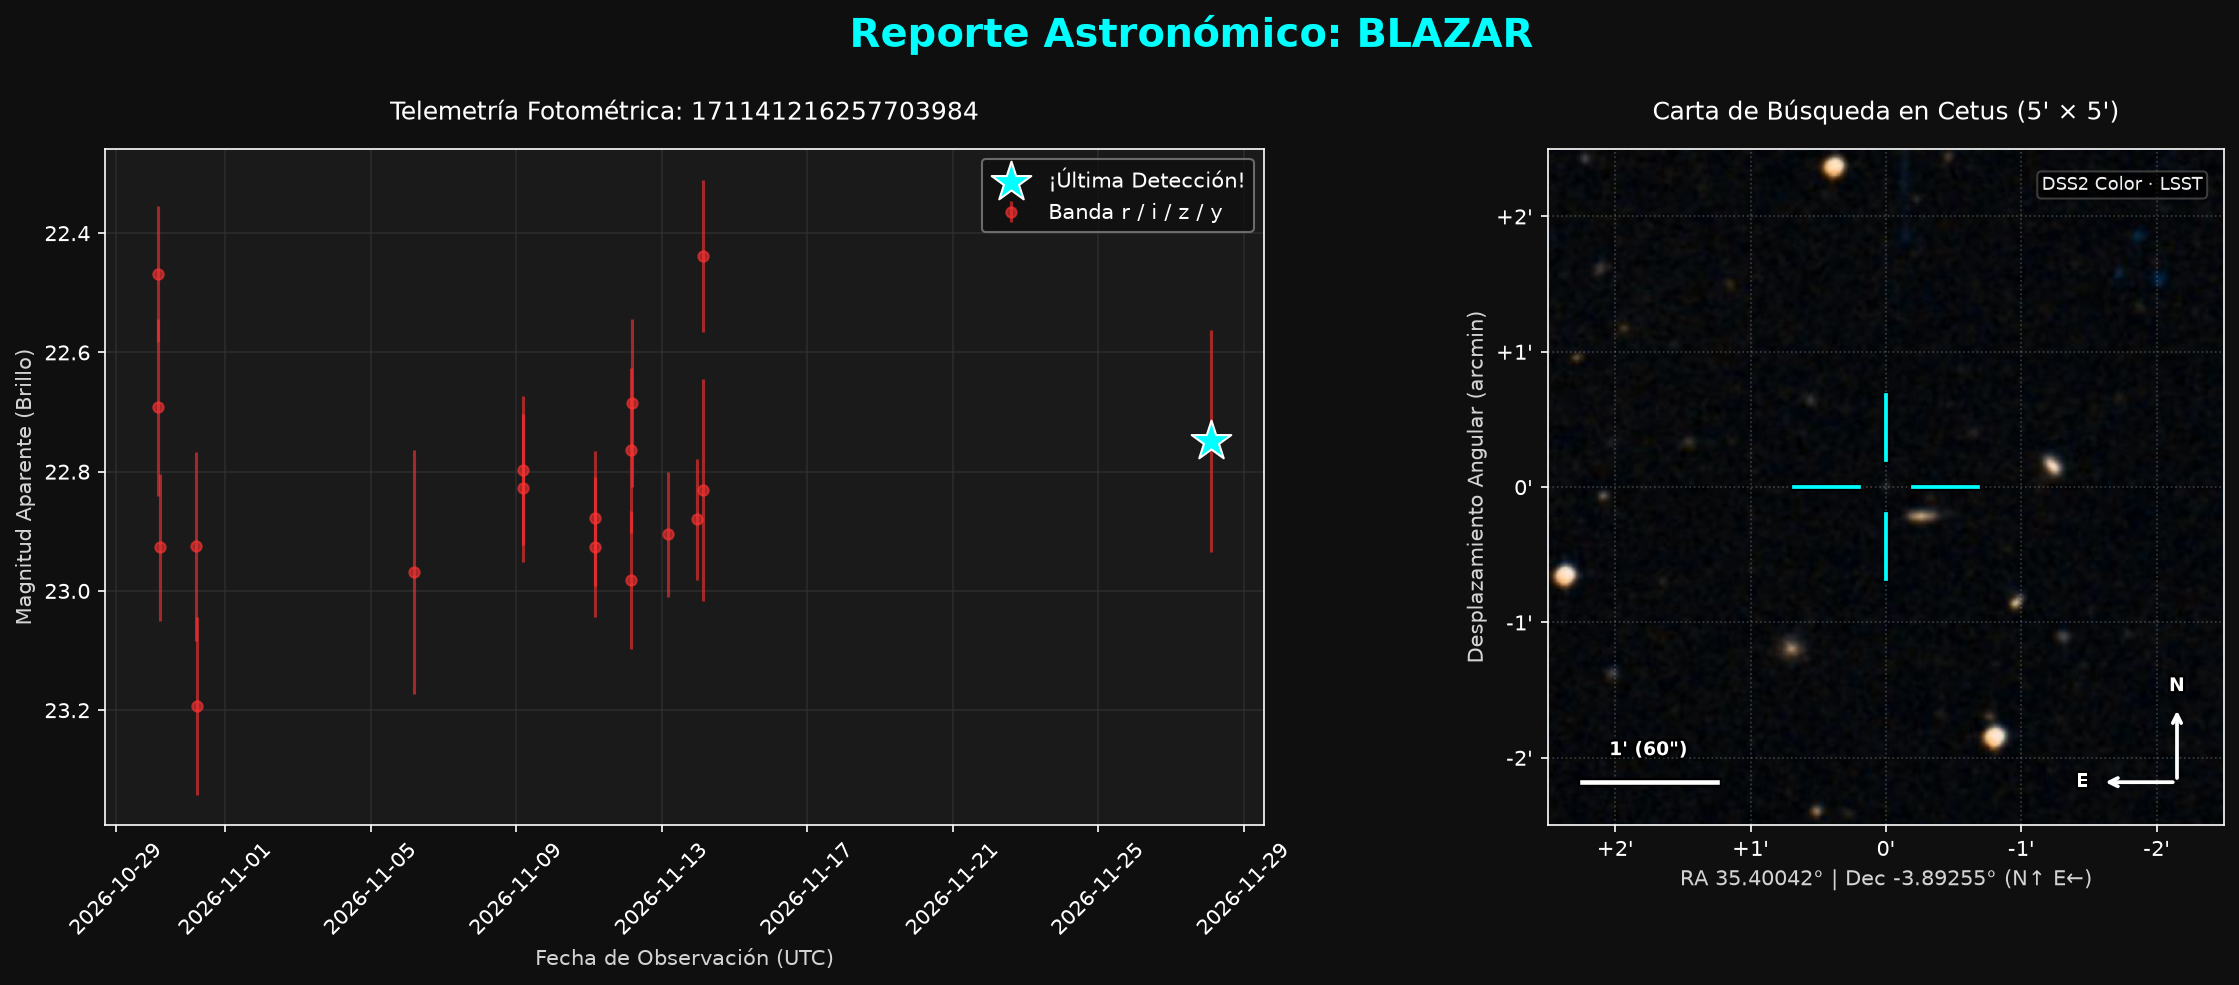 Reporte Astronómico: BLAZAR
Telemetría Fotométrica: 171141216257703984
Magnitud Aparente (Brillo)
22.4
22.6
22.8
23.0
23.2
¡Última Detección!
Banda r / i / z / y
2026-10-29
2026-11-01
2026-11-05
2026-11-09
2026-11-13
2026-11-17
2026-11-21
2026-11-25
2026-11-29
Fecha de Observación (UTC)
Carta de Búsqueda en Cetus (5' × 5')
Desplazamiento Angular (arcmin)
+2'
+1'
0'
-1'
-2'
DSS2 Color · LSST
1' (60")
N
E
+2'
+1'
0'
-1'
-2'
RA 35.40042° | Dec -3.89255° (N↑ E←)